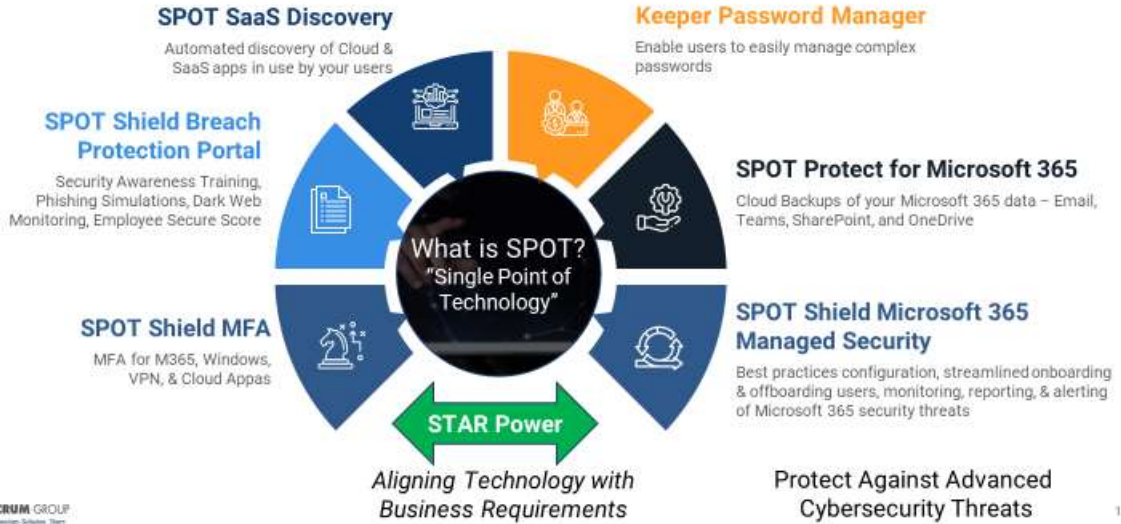 SPOT SaaS Discovery
Automated discovery of Cloud &
SaaS apps in use by your users
Keeper Password Manager
Enable users to easily manage complex
passwords
SPOT Shield Breach
Protection Portal
Security Awareness Training,
Phishing Simulations, Dark Web
Monitoring, Employee Secure Score
SPOT Protect for Microsoft 365
Cloud Backups of your Microsoft 365 data – Email,
Teams, SharePoint, and OneDrive
What is SPOT?
“Single Point of
Technology”
SPOT Shield MFA
MFA for M365, Windows,
VPN, & Cloud Appas
SPOT Shield Microsoft 365
Managed Security
Best practices configuration, streamlined onboarding
& offboarding users, monitoring, reporting, & alerting
of Microsoft 365 security threats
STAR Power
Aligning Technology with
Business Requirements
Protect Against Advanced
Cybersecurity Threats
CRUM GROUP
1